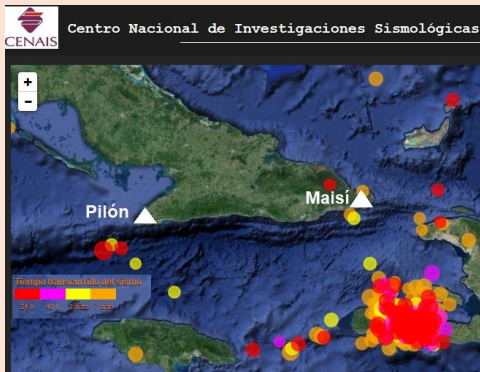 CENAIS
Centro Nacional de Investigaciones Sismológicas
+
-
Maisí
Pilón
Tiempo transcurrido del sismo